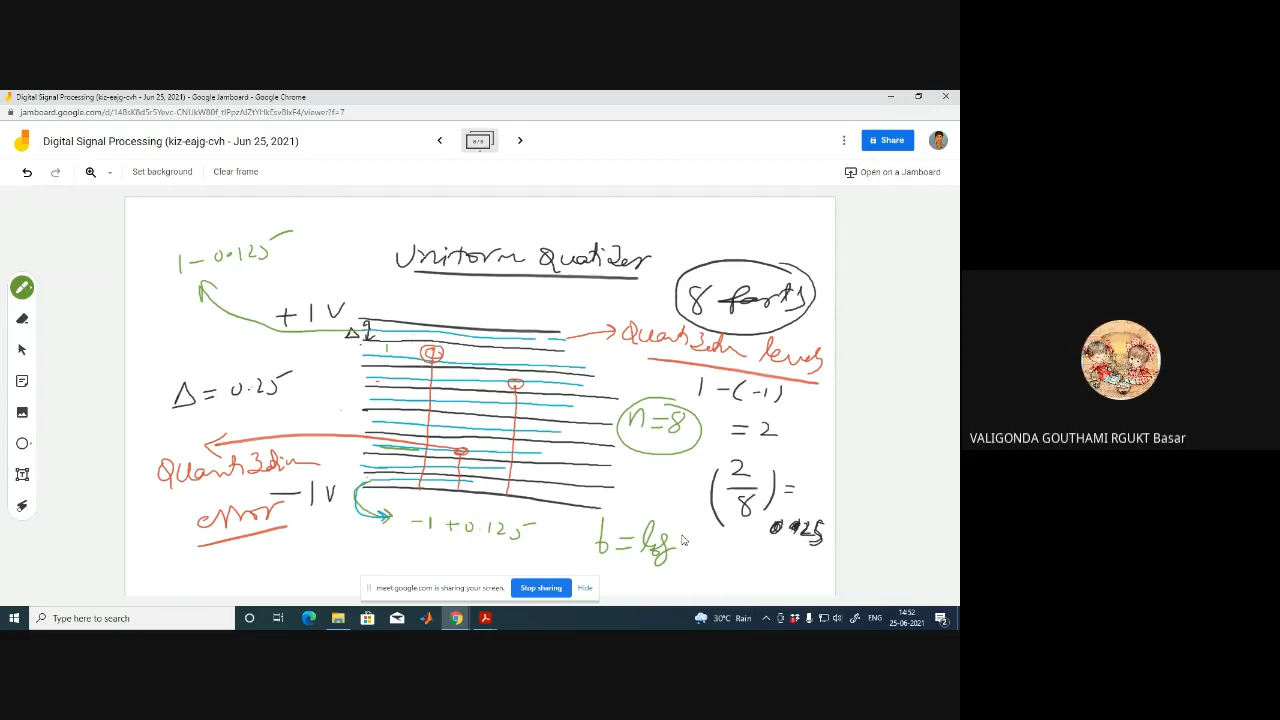 Digital Signal Processing (kiz-eajg-cvh - Jun 25, 2021) - Google Jamboard - Google Chrome
Digital Signal Processing (kiz-eajg-cvh - Jun 25, 2021)
8 / 8
Share
Set background
Clear frame
Open on a Jamboard
Uniform Quatizer
8 parts
1 - 0.125
+1 V
Δ
Quantization levels
Δ = 0.25
1 - (-1)
n = 8
= 2
Quantization
error
-1 V
2
8
=
-1 + 0.125
b = log
VALIGONDA GOUTHAMI RGUKT Basar
meet.google.com is sharing your screen.
Stop sharing
Hide
Type here to search
30°C Rain
ENG
14:52
25-06-2021